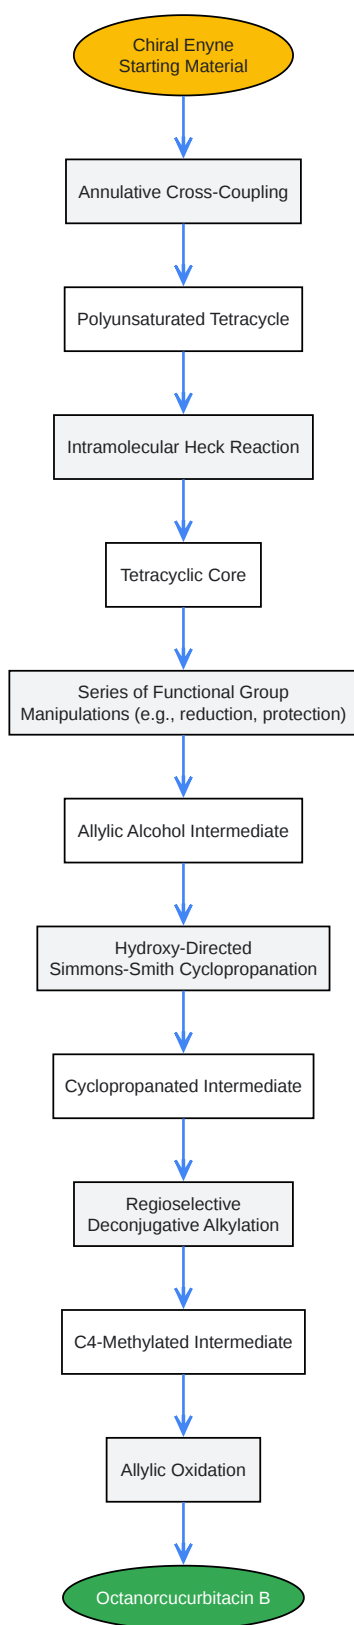 Chiral Enyne
Starting Material
Annulative Cross-Coupling
Polyunsaturated Tetracycle
Intramolecular Heck Reaction
Tetracyclic Core
Series of Functional Group
Manipulations (e.g., reduction, protection)
Allylic Alcohol Intermediate
Hydroxy-Directed
Simmons-Smith Cyclopropanation
Cyclopropanated Intermediate
Regioselective
Deconjugative Alkylation
C4-Methylated Intermediate
Allylic Oxidation
Octanorcucurbitacin B